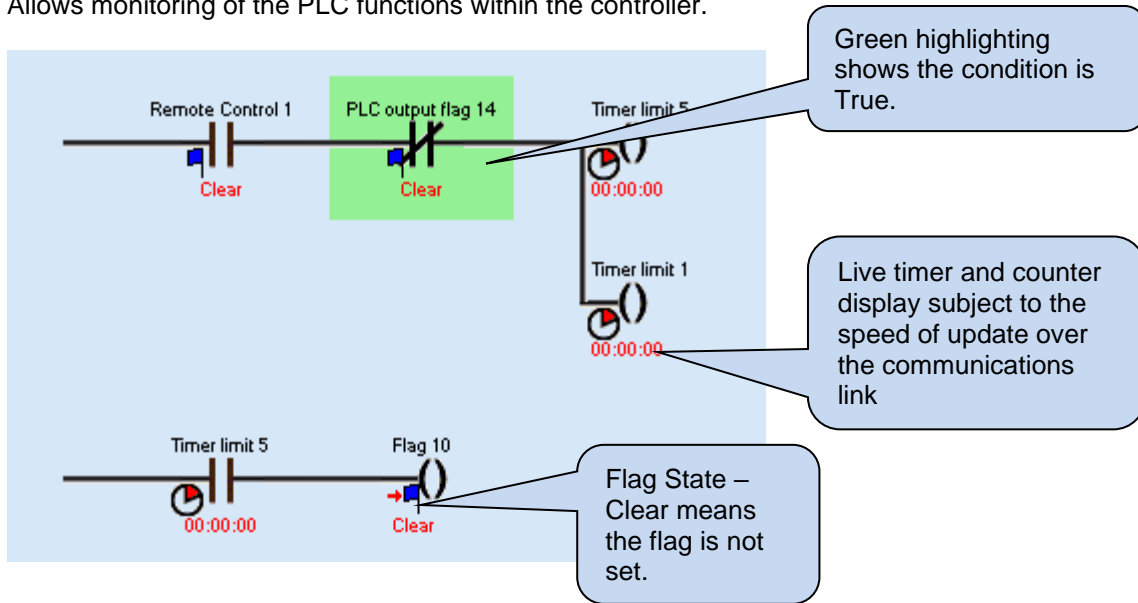 Allows monitoring of the PLC functions within the controller.
Green highlighting
shows the condition is
True.
Remote Control 1
PLC output flag 14
Timer limit 5
Clear
Clear
00:00:00
Timer limit 1
00:00:00
Live timer and counter
display subject to the
speed of update over
the communications
link
Timer limit 5
Flag 10
00:00:00
Clear
Flag State –
Clear means
the flag is not
set.